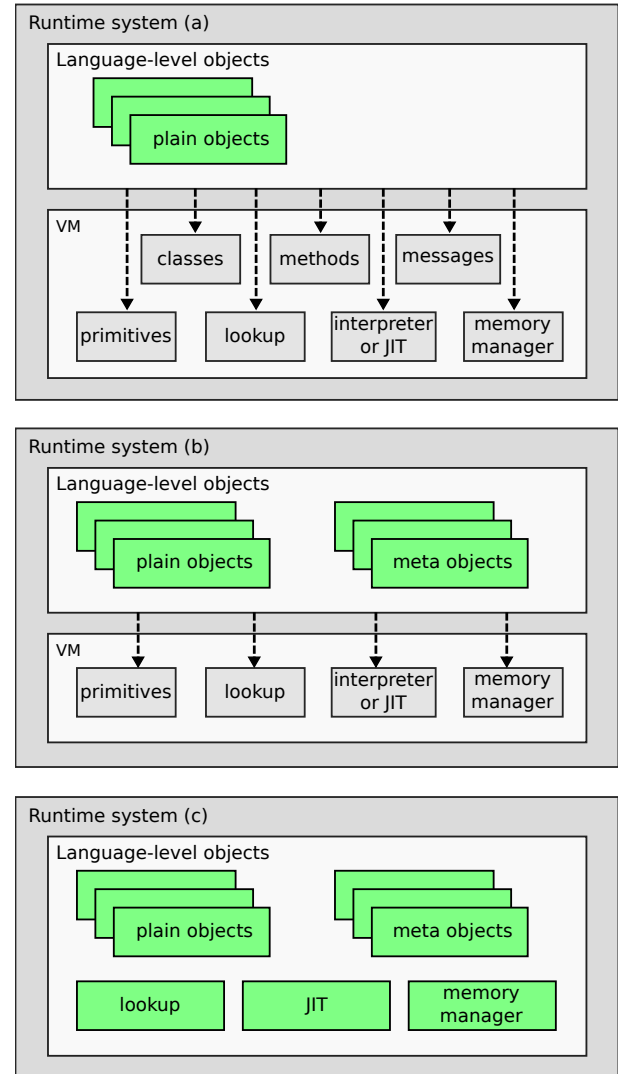 Runtime system (a)
Language-level objects
plain objects
VM
classes
methods
messages
primitives
lookup
interpreter
or JIT
memory
manager
Runtime system (b)
Language-level objects
plain objects
meta objects
VM
primitives
lookup
interpreter
or JIT
memory
manager
Runtime system (c)
Language-level objects
plain objects
meta objects
lookup
JIT
memory
manager